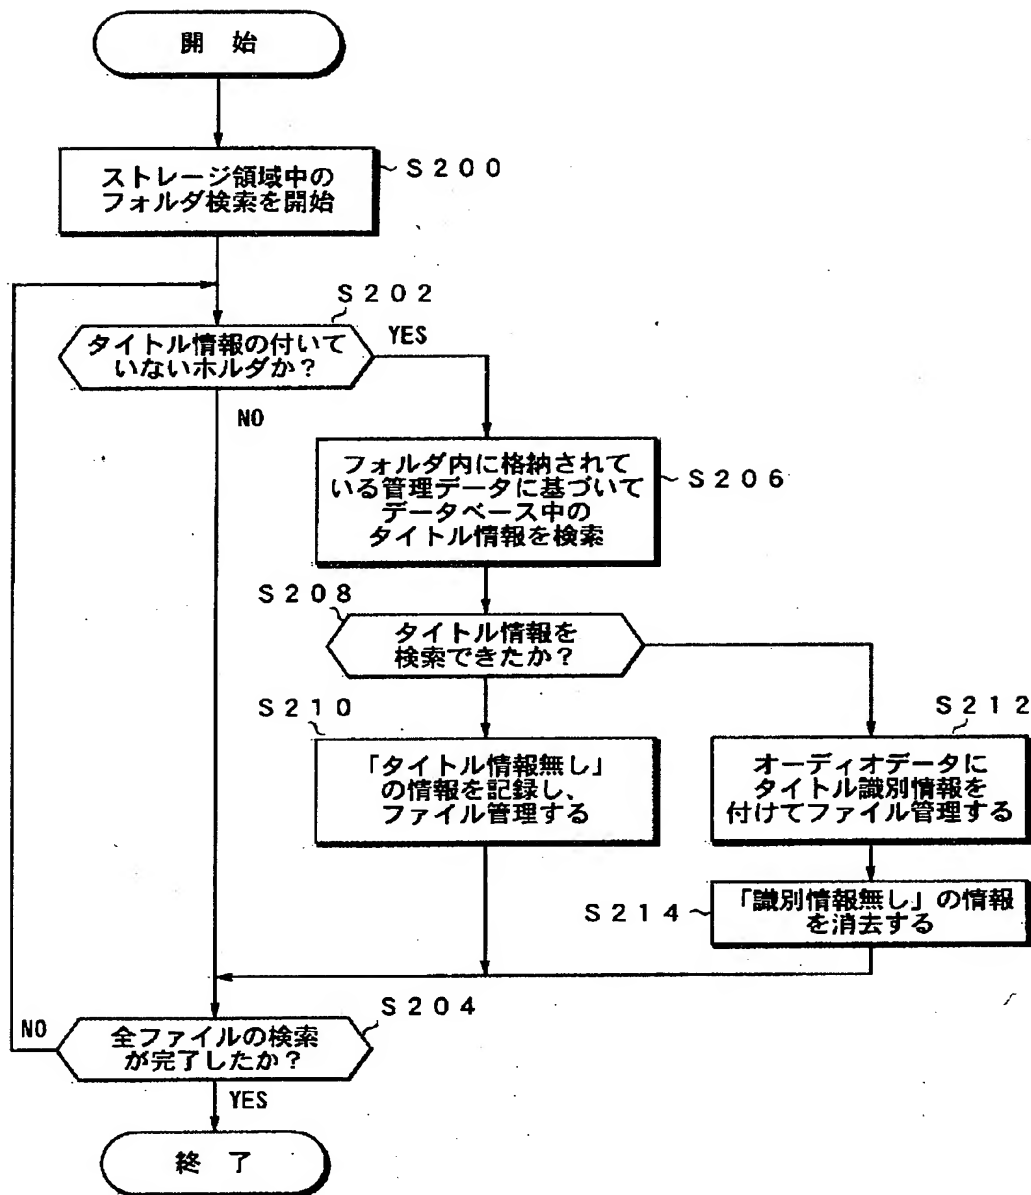 開 始
ストレージ領域中の
フォルダ検索を開始
S200
S202
タイトル情報の付いて
いないホルダか？
YES
NO
フォルダ内に格納されて
いる管理データに基づいて
データベース中の
タイトル情報を検索
S206
S208
タイトル情報を
検索できたか？
S210
「タイトル情報無し」
の情報を記録し、
ファイル管理する
S212
オーディオデータに
タイトル識別情報を
付けてファイル管理する
S214
「識別情報無し」の情報
を消去する
S204
全ファイルの検索
が完了したか？
NO
YES
終 了